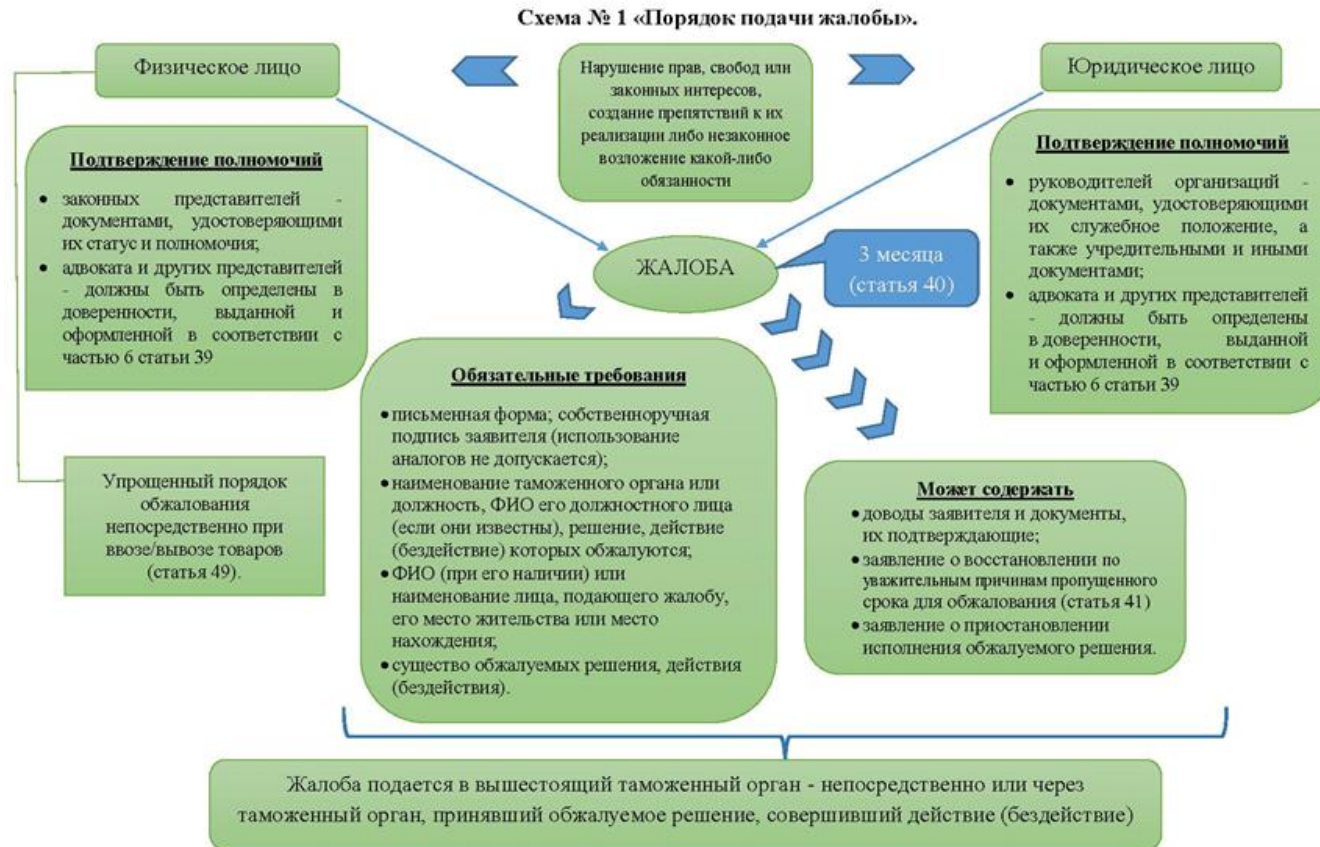 Схема № 1 «Порядок подачи жалобы».
Физическое лицо
Нарушение прав, свобод или
законных интересов,
создание препятствий к их
реализации либо незаконное
возложение какой-либо
обязанности
Юридическое лицо
Подтверждение полномочий
• законных представителей -
документами, удостоверяющими
их статус и полномочия;
• адвоката и других представителей
- должны быть определены в
доверенности, выданной и
оформленной в соответствии с
частью 6 статьи 39
Подтверждение полномочий
• руководителей организаций -
документами, удостоверяющими
их служебное положение, а
также учредительными и иными
документами;
• адвоката и других представителей
- должны быть определены
в доверенности, выданной
и оформленной в соответствии с
частью 6 статьи 39
ЖАЛОБА
3 месяца
(статья 40)
Обязательные требования
• письменная форма; собственноручная
подпись заявителя (использование
аналогов не допускается);
• наименование таможенного органа или
должность, ФИО его должностного лица
(если они известны), решение, действие
(бездействие) которых обжалуются;
• ФИО (при его наличии) или
наименование лица, подающего жалобу,
его место жительства или место
нахождения;
• существо обжалуемых решения, действия
(бездействия).
Упрощенный порядок
обжалования
непосредственно при
ввозе/вывозе товаров
(статья 49).
Может содержать
• доводы заявителя и документы,
их подтверждающие;
• заявление о восстановлении по
уважительным причинам пропущенного
срока для обжалования (статья 41)
• заявление о приостановлении
исполнения обжалуемого решения.
Жалоба подается в вышестоящий таможенный орган - непосредственно или через
таможенный орган, принявший обжалуемое решение, совершивший действие (бездействие)